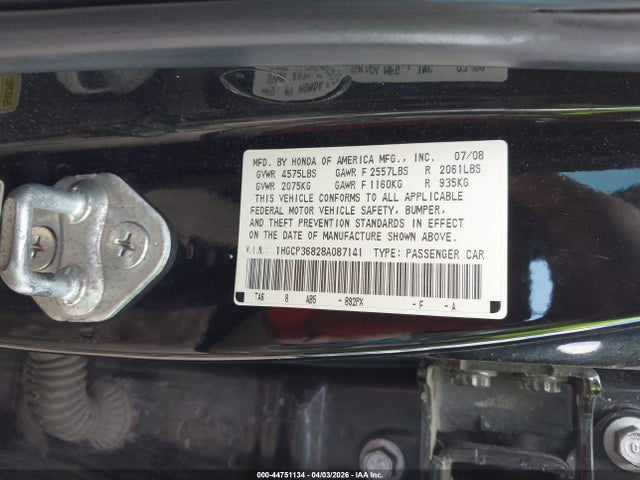 MFD. BY HONDA OF AMERICA MFG., INC. 07/08
GVWR 4575LBS GAWR F 2557LBS R 2061LBS
GVWR 2075KG GAWR F 1160KG R 935KG
THIS VEHICLE CONFORMS TO ALL APPLICABLE
FEDERAL MOTOR VEHICLE SAFETY, BUMPER,
AND THEFT PREVENTION STANDARDS IN EFFECT
ON THE DATE OF MANUFACTURE SHOWN ABOVE.
V.I.N.: 1HGCP36828A087141 TYPE: PASSENGER CAR
TA6 8 AB5 - B92PX - F - A
000-44751134 - 04/03/2026 - IAA Inc.